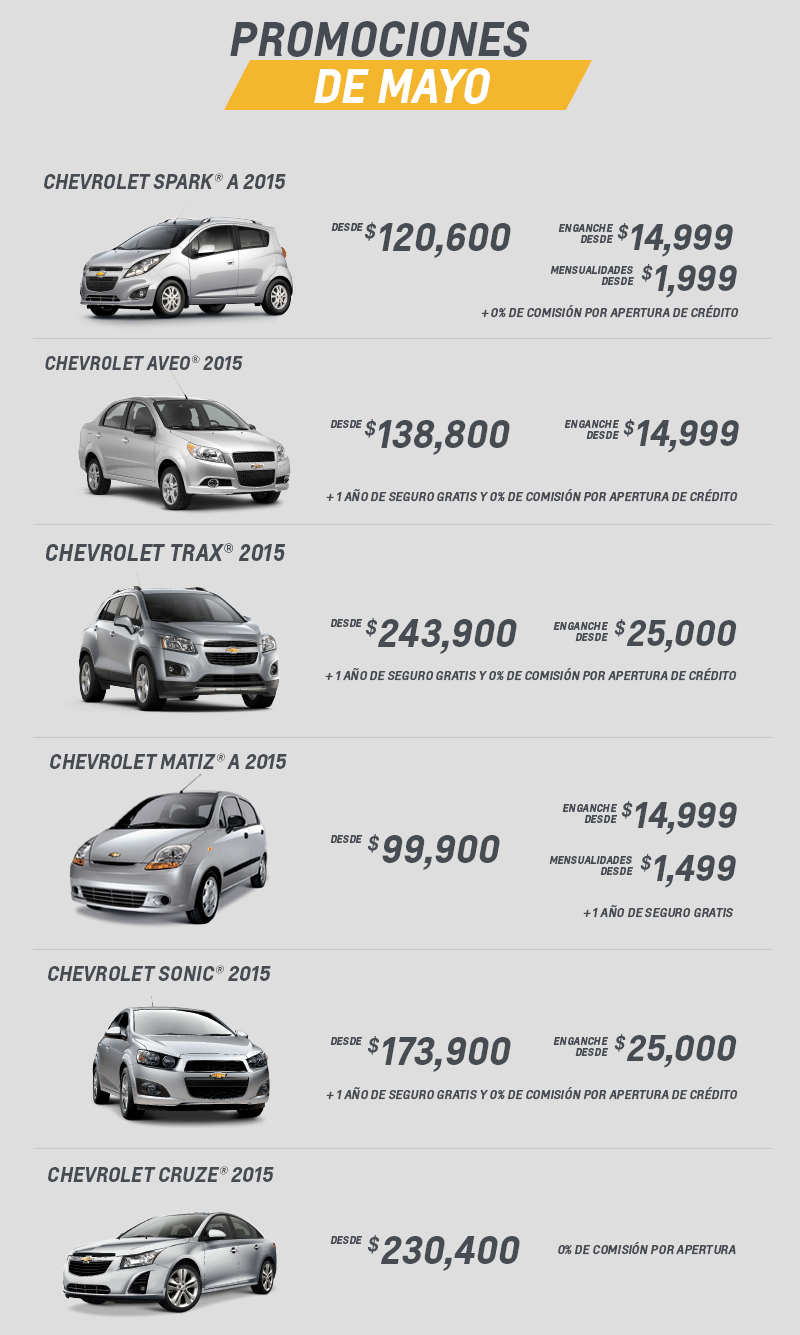 PROMOCIONES
DE MAYO
CHEVROLET SPARK® A 2015
DESDE $120,600
ENGANCHE DESDE $14,999
MENSUALIDADES DESDE $1,999
+ 0% DE COMISIÓN POR APERTURA DE CRÉDITO
CHEVROLET AVEO® 2015
DESDE $138,800
ENGANCHE DESDE $14,999
+ 1 AÑO DE SEGURO GRATIS Y 0% DE COMISIÓN POR APERTURA DE CRÉDITO
CHEVROLET TRAX® 2015
DESDE $243,900
ENGANCHE DESDE $25,000
+ 1 AÑO DE SEGURO GRATIS Y 0% DE COMISIÓN POR APERTURA DE CRÉDITO
CHEVROLET MATIZ® A 2015
DESDE $99,900
ENGANCHE DESDE $14,999
MENSUALIDADES DESDE $1,499
+ 1 AÑO DE SEGURO GRATIS
CHEVROLET SONIC® 2015
DESDE $173,900
ENGANCHE DESDE $25,000
+ 1 AÑO DE SEGURO GRATIS Y 0% DE COMISIÓN POR APERTURA DE CRÉDITO
CHEVROLET CRUZE® 2015
DESDE $230,400
0% DE COMISIÓN POR APERTURA